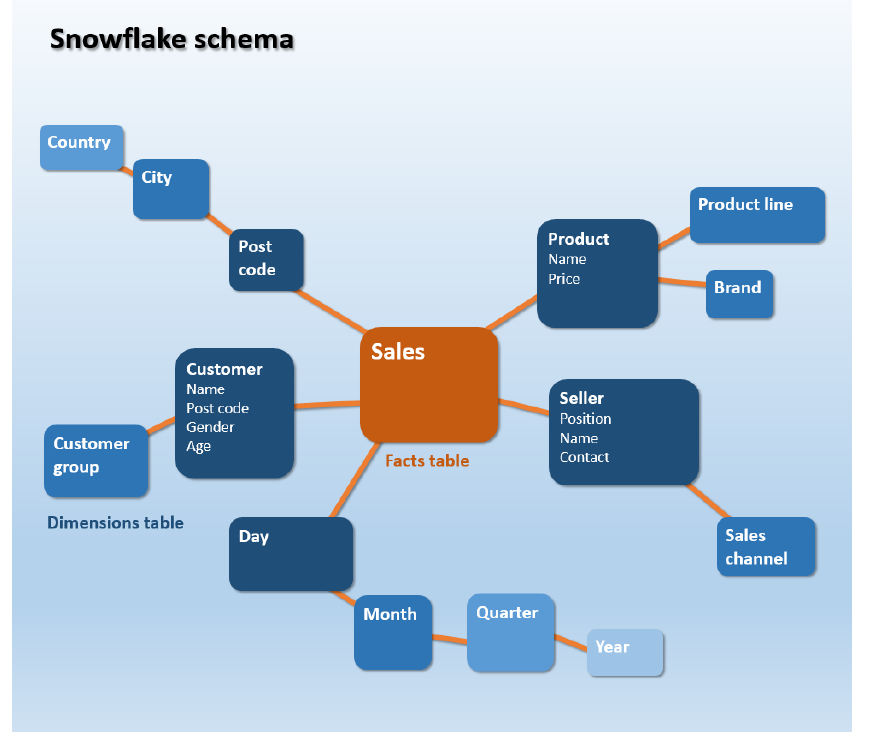 Snowflake schema
Country
City
Post
code
Product
Name
Price
Product line
Brand
Sales
Facts table
Customer
Name
Post code
Gender
Age
Customer
group
Dimensions table
Seller
Position
Name
Contact
Sales
channel
Day
Month
Quarter
Year